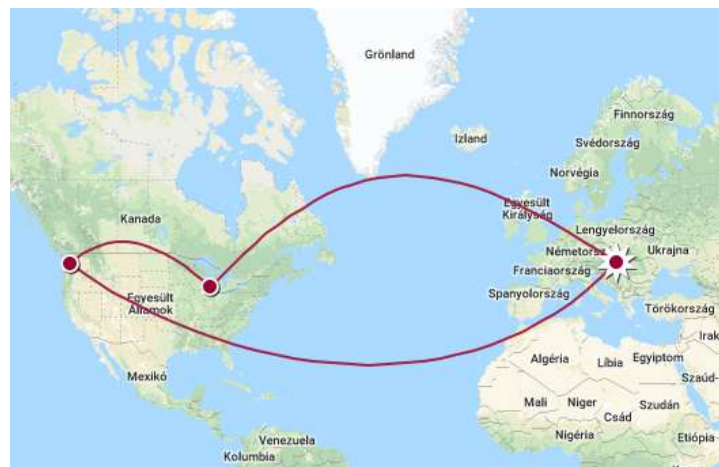 Grönland
Finnország
Izland
Svédország
Norvégia
Kanada
Egyesült
Királyság
Lengyelország
Németorsz
Ukrajna
Franciaország
Egyesült
Államok
Spanyolország
Törökország
Irak
Algéria
Líbia
Egyiptom
Szaúd-
Mexikó
Mali
Niger
Csád
Szudán
Nigéria
Etiópia
Venezuela
Kolumbia